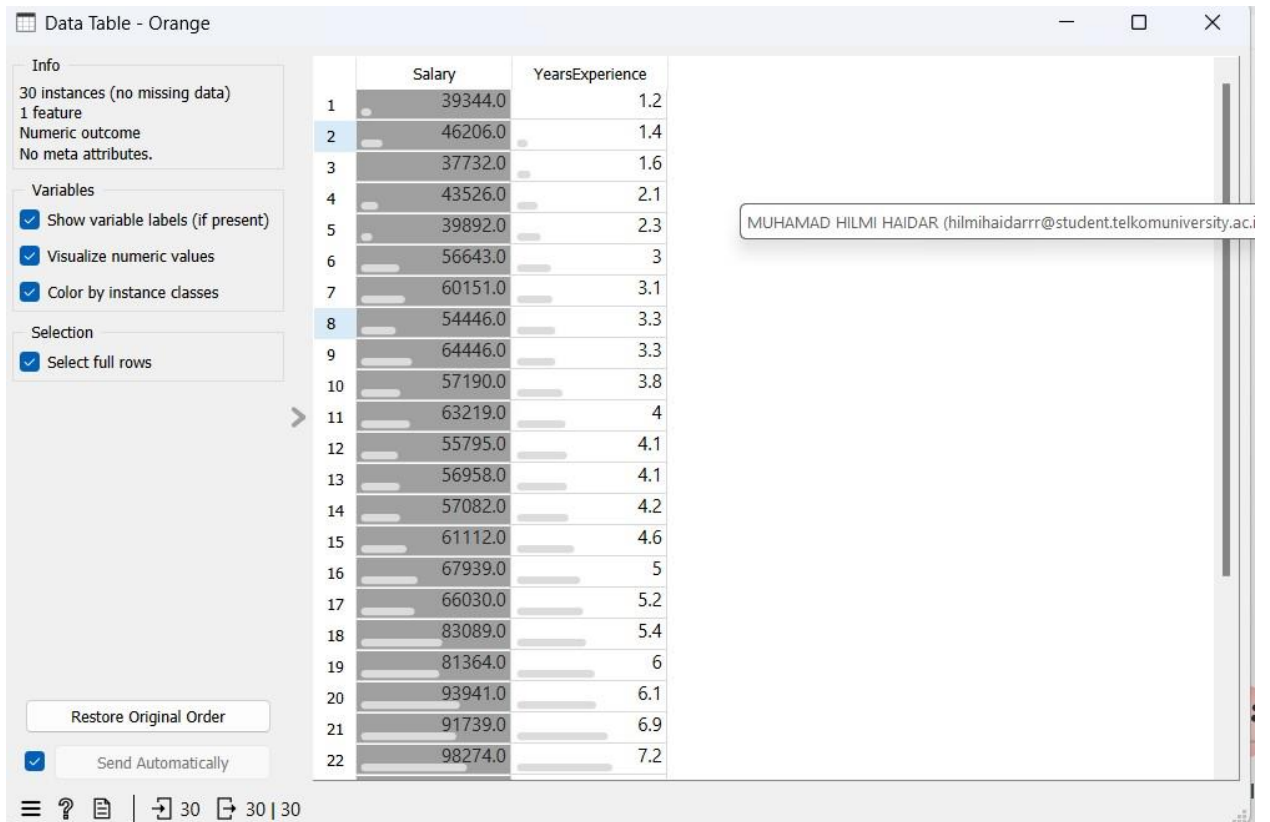 Data Table - Orange
Info
30 instances (no missing data)
1 feature
Numeric outcome
No meta attributes.
Variables
Show variable labels (if present)
Visualize numeric values
Color by instance classes
Selection
Select full rows
Restore Original Order
Send Automatically
30 30 | 30
Salary YearsExperience
1 39344.0 1.2
2 46206.0 1.4
3 37732.0 1.6
4 43526.0 2.1
5 39892.0 2.3
6 56643.0 3
7 60151.0 3.1
8 54446.0 3.3
9 64446.0 3.3
10 57190.0 3.8
11 63219.0 4
12 55795.0 4.1
13 56958.0 4.1
14 57082.0 4.2
15 61112.0 4.6
16 67939.0 5
17 66030.0 5.2
18 83089.0 5.4
19 81364.0 6
20 93941.0 6.1
21 91739.0 6.9
22 98274.0 7.2
MUHAMAD HILMI HAIDAR (hilmihaidarrr@student.telkomuniversity.ac.i